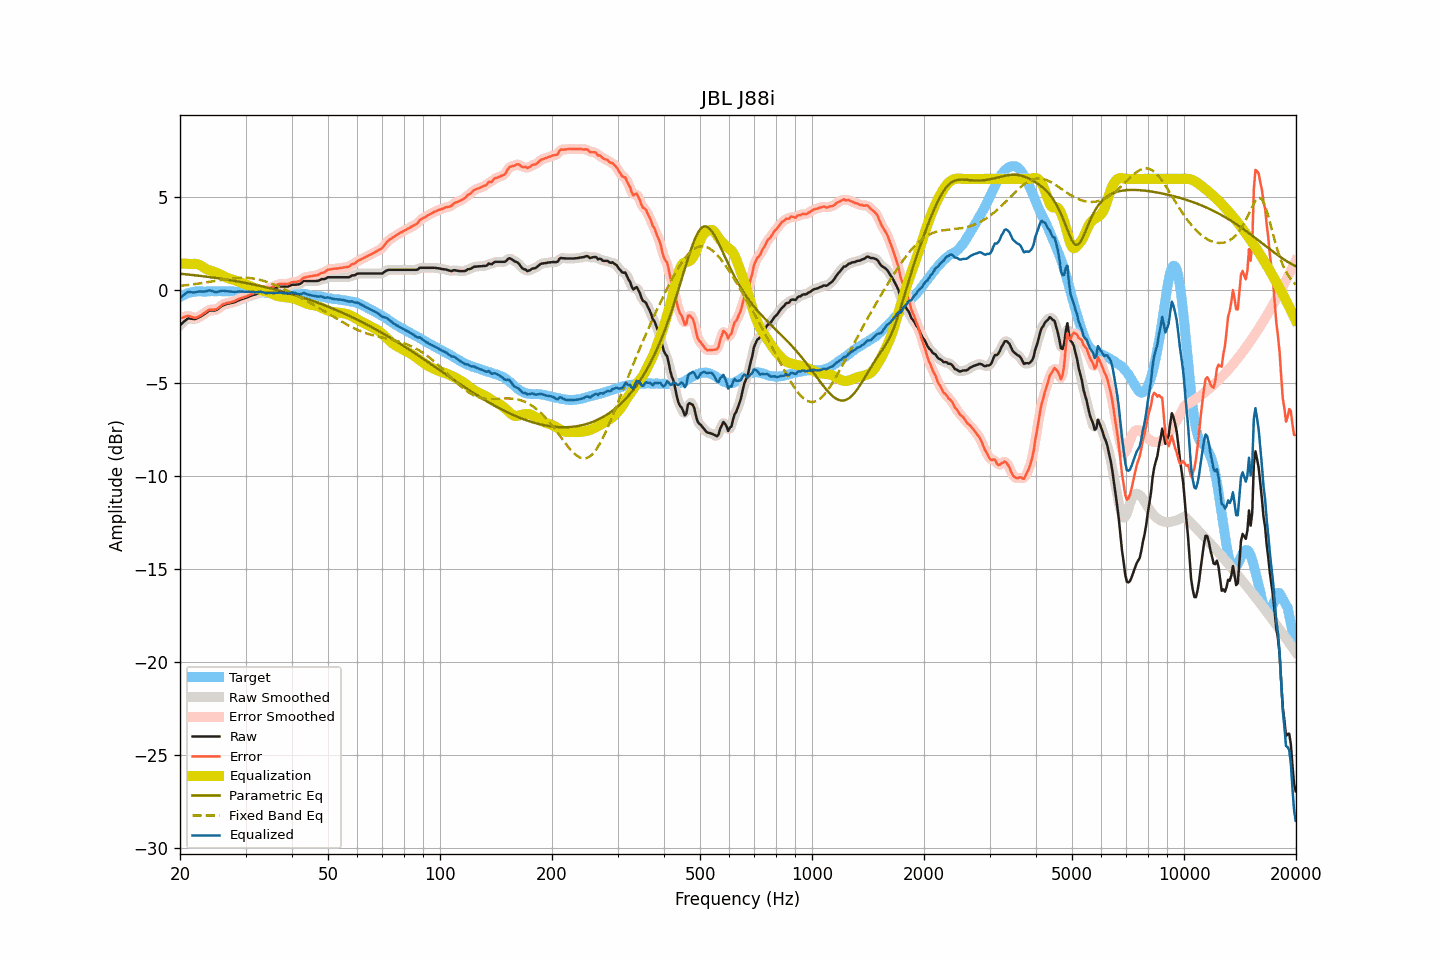 JBL J88i
Amplitude (dBr)
5
0
−5
−10
−15
−20
−25
−30
Target
Raw Smoothed
Error Smoothed
Raw
Error
Equalization
Parametric Eq
Fixed Band Eq
Equalized
20 50 100 200 500 1000 2000 5000 10000 20000
Frequency (Hz)